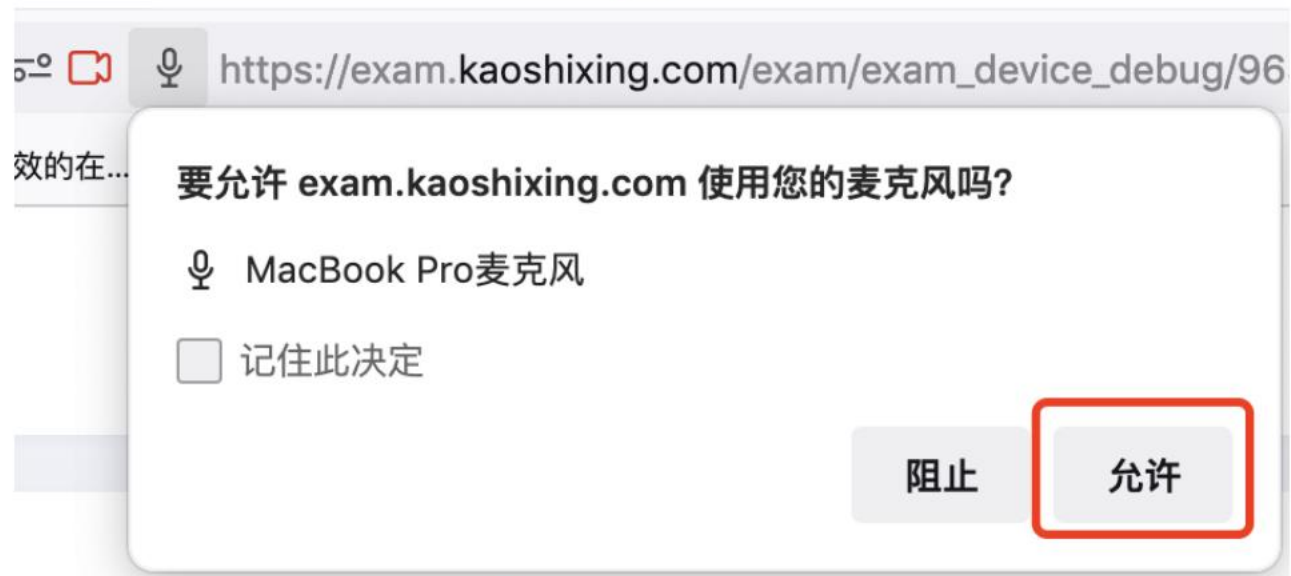 https://exam.kaoshixing.com/exam/exam_device_debug/96
效的在...
要允许 exam.kaoshixing.com 使用您的麦克风吗?
MacBook Pro麦克风
记住此决定
阻止
允许